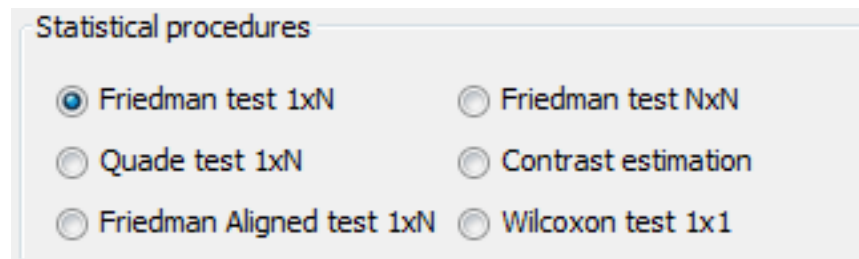 Statistical procedures
Friedman test 1xN
Friedman test NxN
Quade test 1xN
Contrast estimation
Friedman Aligned test 1xN
Wilcoxon test 1x1